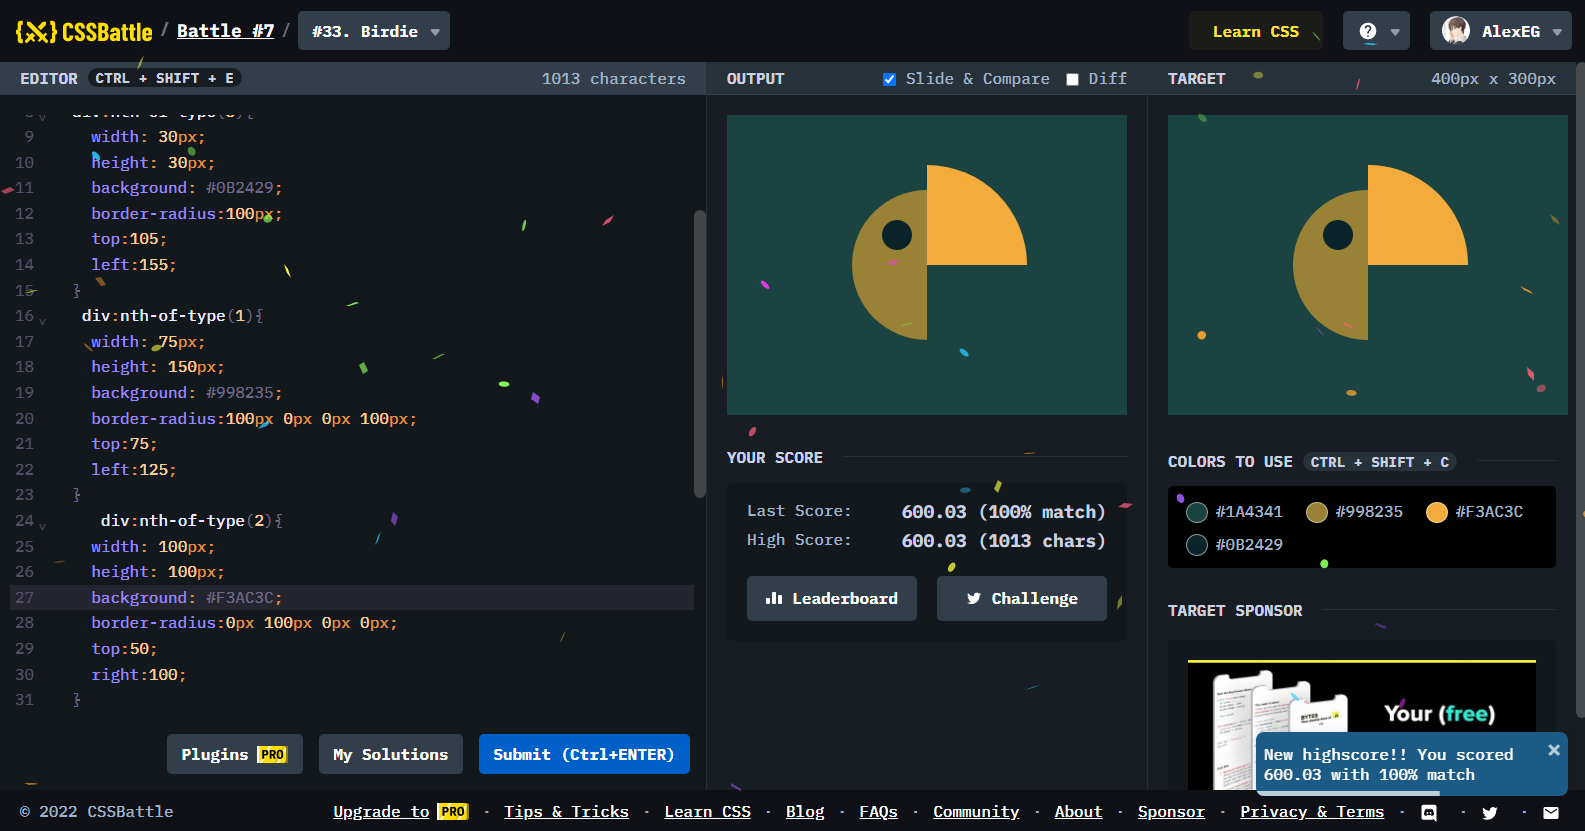 {X} CSSBattle / Battle #7 / #33. Birdie
Learn CSS
?
AlexEG
EDITOR CTRL + SHIFT + E 1013 characters
9 width: 30px;
10 height: 30px;
11 background: #0B2429;
12 border-radius:100px;
13 top:105;
14 left:155;
15 }
16 div:nth-of-type(1){
17 width: 75px;
18 height: 150px;
19 background: #998235;
20 border-radius:100px 0px 0px 100px;
21 top:75;
22 left:125;
23 }
24 div:nth-of-type(2){
25 width: 100px;
26 height: 100px;
27 background: #F3AC3C;
28 border-radius:0px 100px 0px 0px;
29 top:50;
30 right:100;
31 }
Plugins PRO My Solutions Submit (Ctrl+ENTER)
OUTPUT Slide & Compare Diff
YOUR SCORE
Last Score: 600.03 (100% match)
High Score: 600.03 (1013 chars)
Leaderboard Challenge
TARGET 400px x 300px
COLORS TO USE CTRL + SHIFT + C
#1A4341 #998235 #F3AC3C
#0B2429
TARGET SPONSOR
BYTES
Your (free)
New highscore!! You scored
600.03 with 100% match
© 2022 CSSBattle Upgrade to PRO · Tips & Tricks · Learn CSS · Blog · FAQs · Community · About · Sponsor · Privacy & Terms · · ·